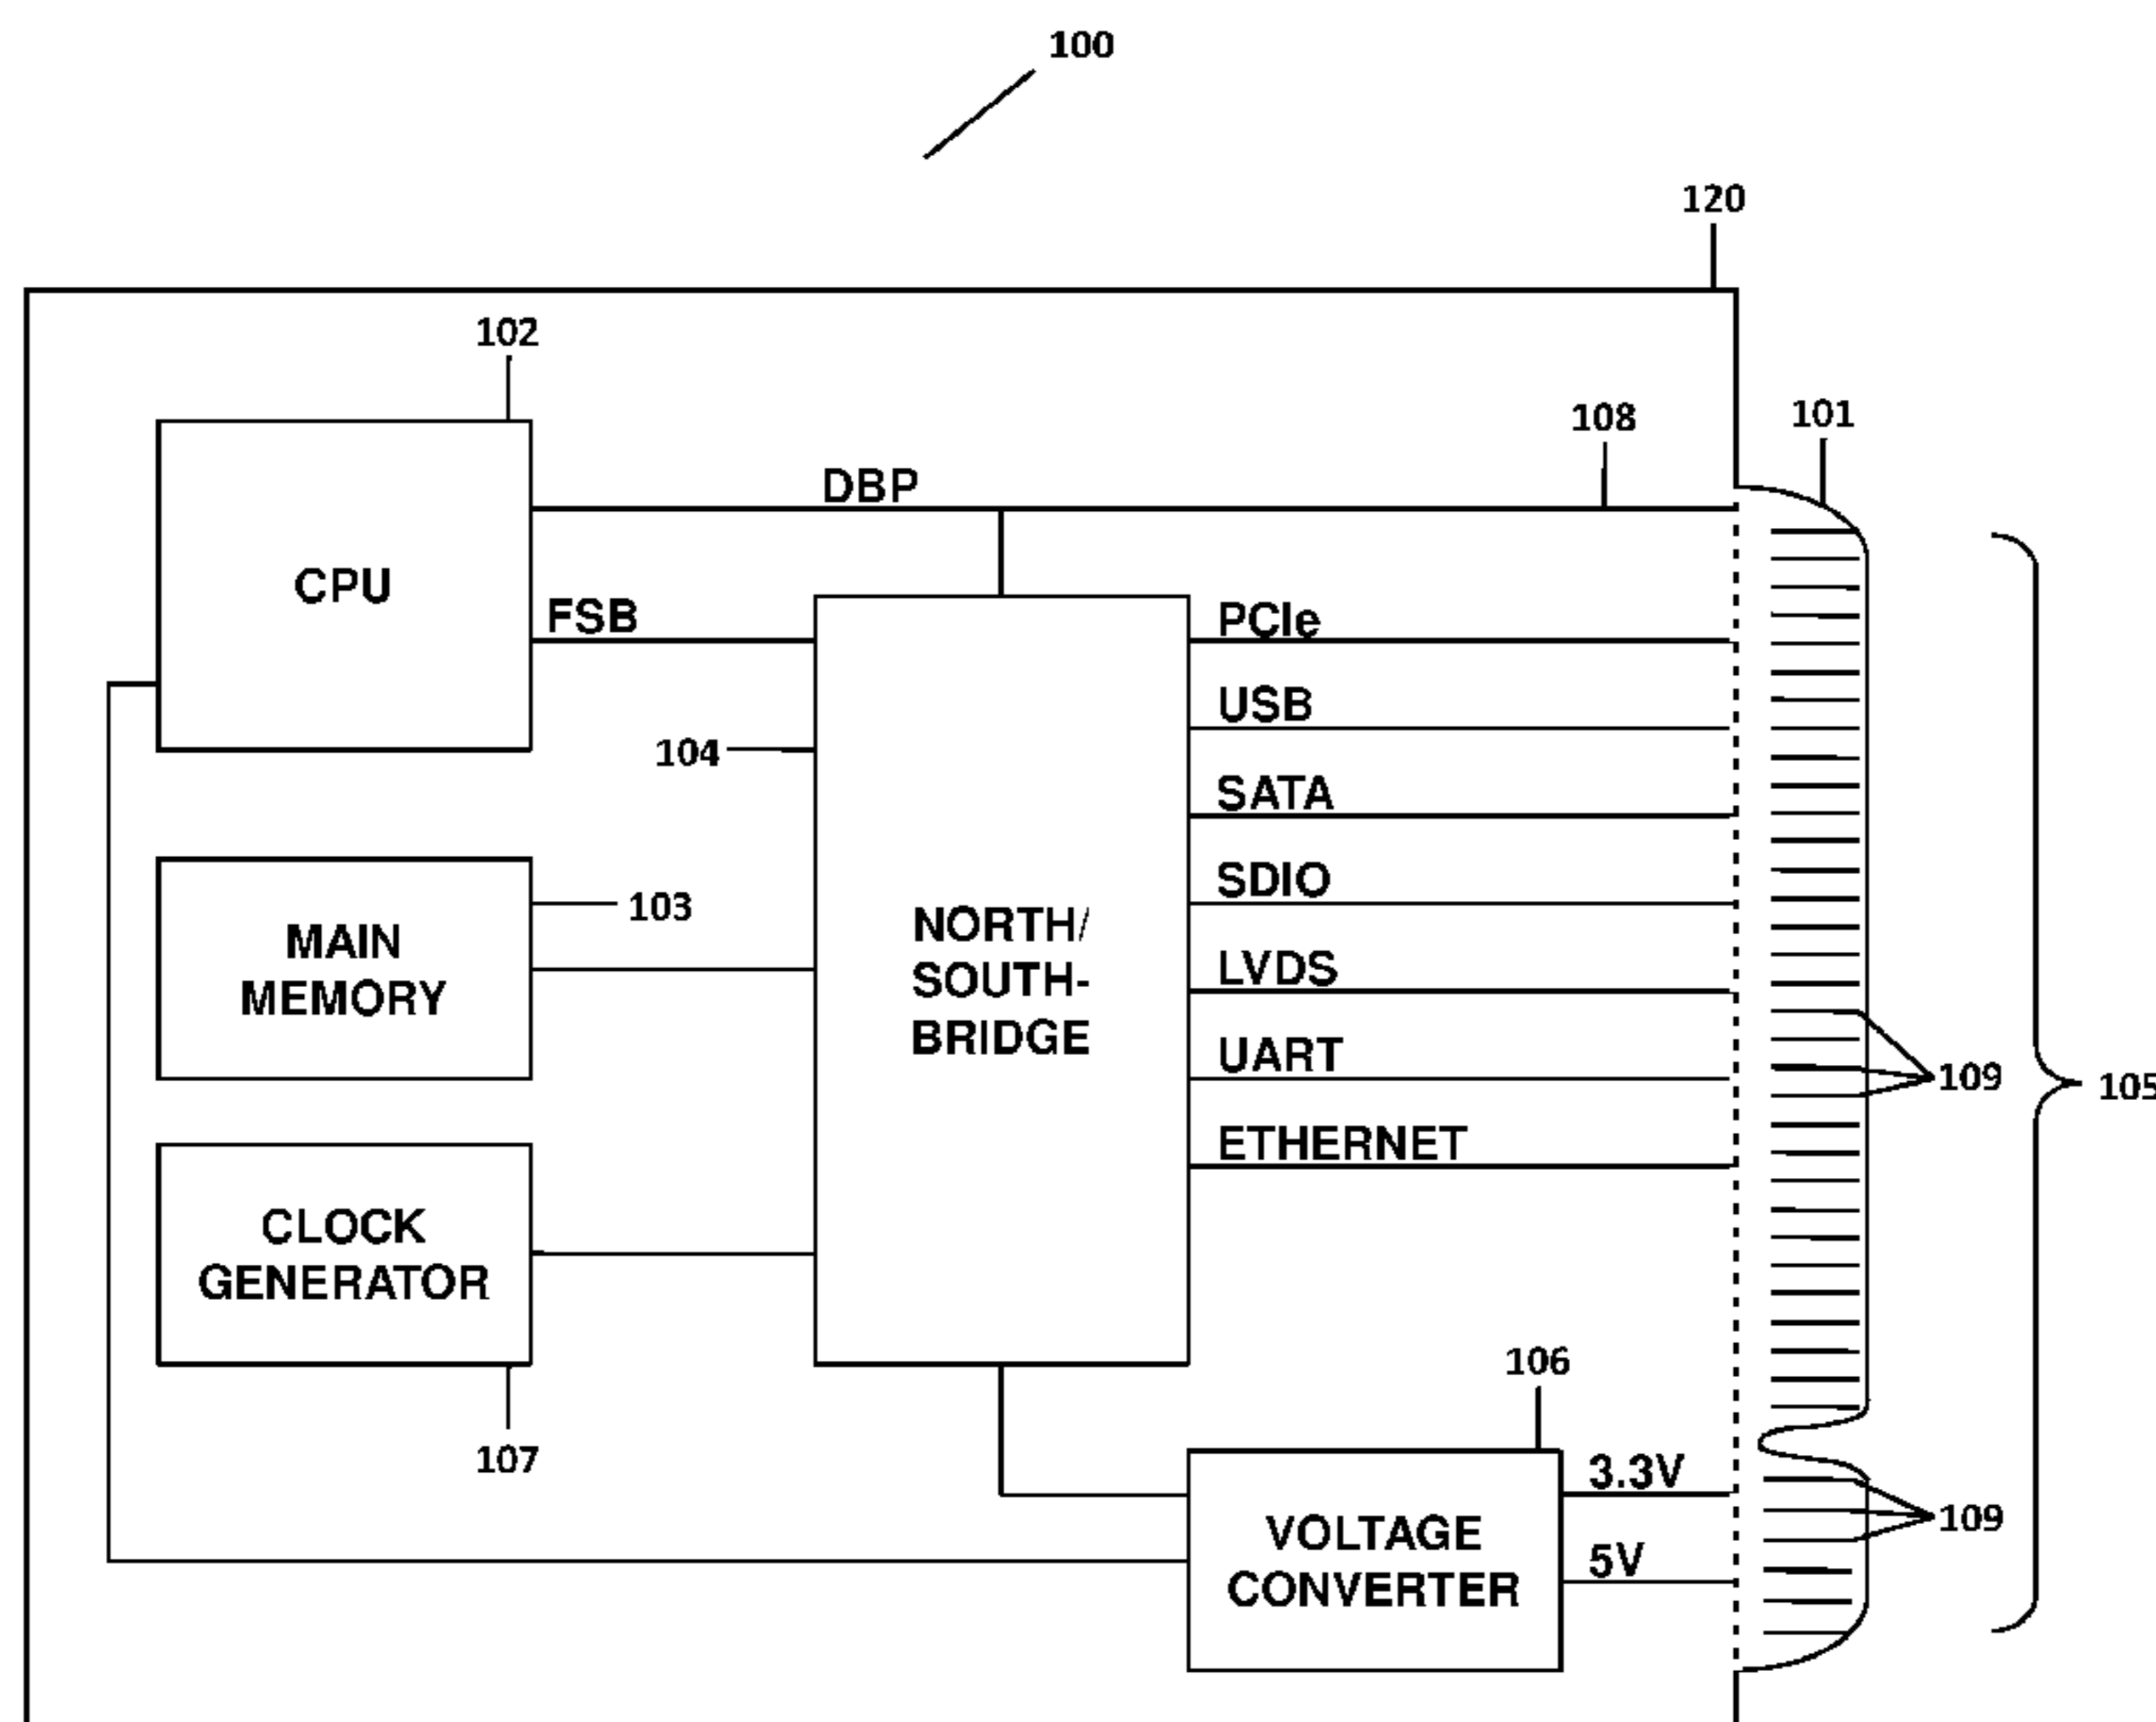 100
120
102
108
101
DBP
CPU
FSB
PCIe
USB
104
SATA
SDIO
103
MAIN
MEMORY
NORTH/
SOUTH-
BRIDGE
LVDS
UART
109
105
ETHERNET
CLOCK
GENERATOR
106
107
3.3V
109
VOLTAGE
CONVERTER
5V